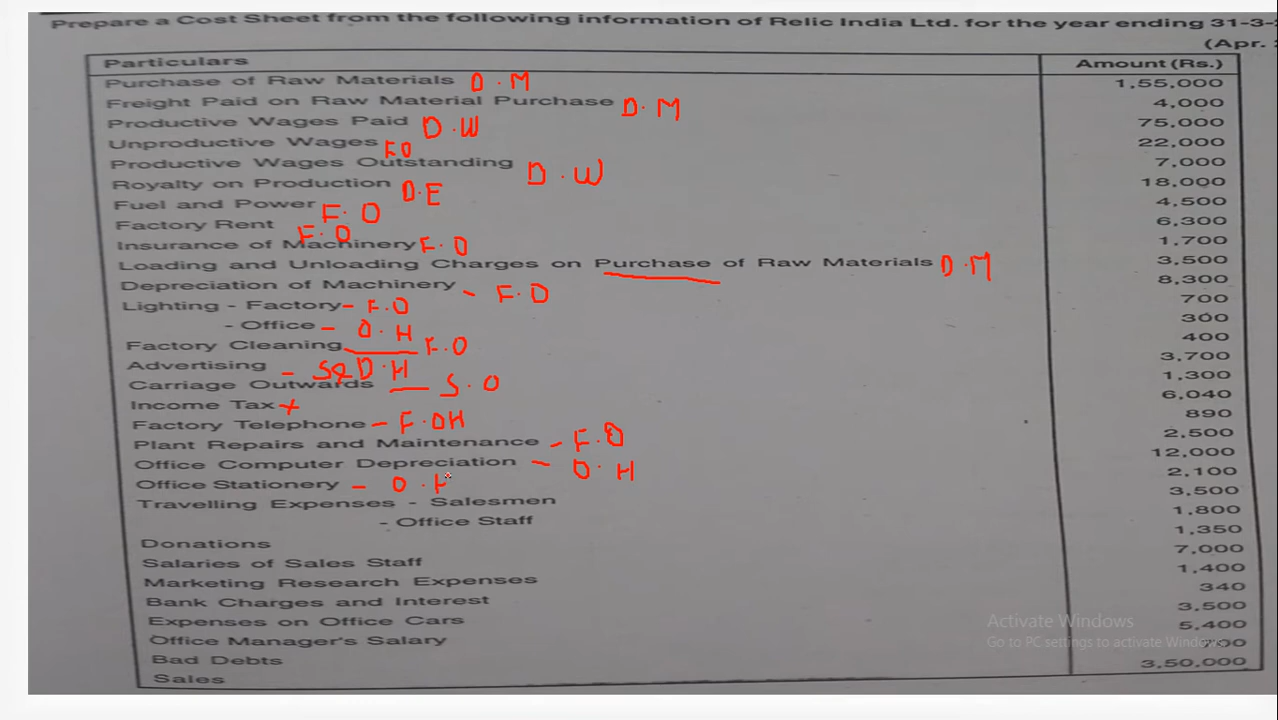 Prepare a Cost Sheet from the following information of Relic India Ltd. for the year ending 31-3-
(Apr.
Particulars Amount (Rs.)
Purchase of Raw Materials D.M 1,55,000
Freight Paid on Raw Material Purchase D.M 4,000
Productive Wages Paid D.W 75,000
Unproductive Wages F.O 22,000
Productive Wages Outstanding D.W 7,000
Royalty on Production D.E 18,000
Fuel and Power F.O 4,500
Factory Rent F.O 6,300
Insurance of Machinery F.O 1,700
Loading and Unloading Charges on Purchase of Raw Materials D.M 3,500
Depreciation of Machinery - F.O 8,300
Lighting - Factory - F.O 700
- Office - O.H 300
Factory Cleaning F.O 400
Advertising - S&D.H 3,700
Carriage Outwards - S.O 1,300
Income Tax x 6,040
Factory Telephone - F.OH 890
Plant Repairs and Maintenance - F.O 2,500
Office Computer Depreciation - O.H 12,000
Office Stationery - O.H 2,100
Travelling Expenses - Salesmen 3,500
- Office Staff 1,800
Donations 1,350
Salaries of Sales Staff 7,000
Marketing Research Expenses 1,400
Bank Charges and Interest 340
Expenses on Office Cars 3,500
Office Manager's Salary 5,400
Bad Debts
Sales 3,50,000
Activate Windows
Go to PC settings to activate Windows.